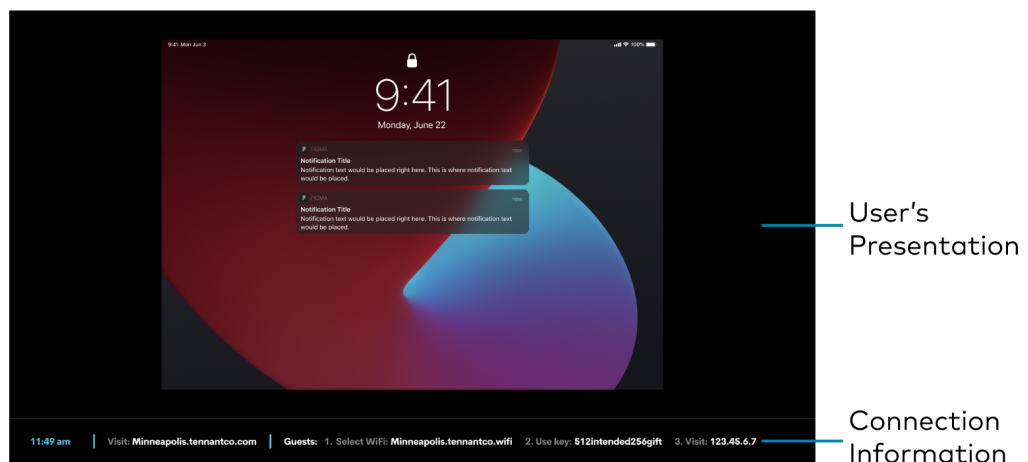 9:41 Mon Jun 3
100%
9:41
Monday, June 22
FIGMA
now
Notification Title
Notification text would be placed right here. This is where notification text
would be placed.
FIGMA
now
Notification Title
Notification text would be placed right here. This is where notification text
would be placed.
User's
Presentation
11:49 am Visit: Minneapolis.tennantco.com Guests: 1. Select WiFi: Minneapolis.tennantco.wifi 2. Use key: 512intended256gift 3. Visit: 123.45.6.7
Connection
Information